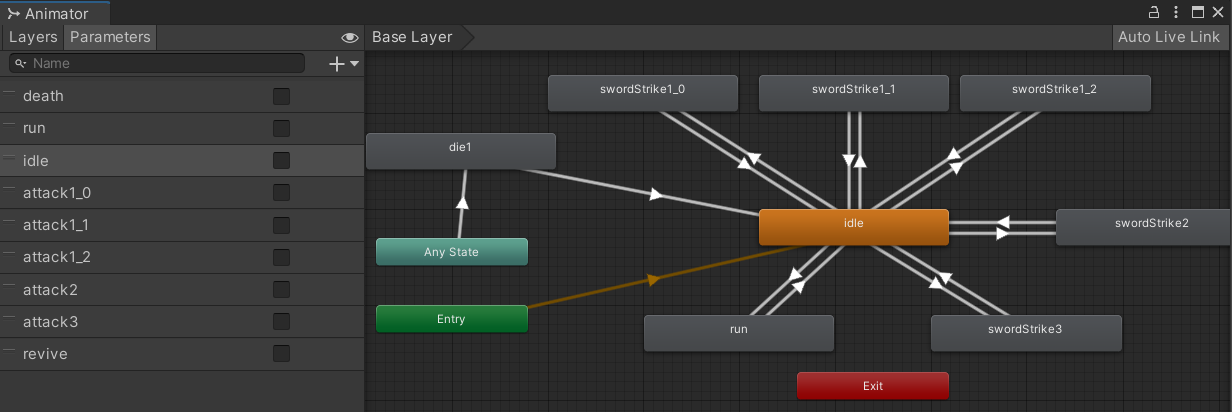 Animator
Layers Parameters
Base Layer
Auto Live Link
Name
death
run
idle
attack1_0
attack1_1
attack1_2
attack2
attack3
revive
swordStrike1_0
swordStrike1_1
swordStrike1_2
die1
idle
swordStrike2
Any State
Entry
run
swordStrike3
Exit